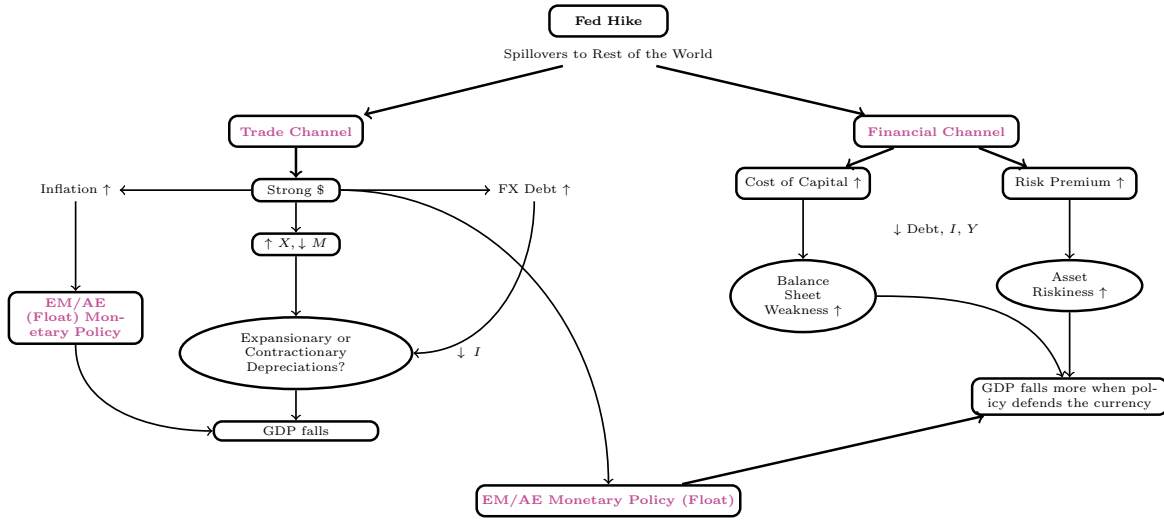 Fed Hike
Spillovers to Rest of the World
Trade Channel
Financial Channel
Inflation ↑
Strong $
FX Debt ↑
Cost of Capital ↑
Risk Premium ↑
↑ X, ↓ M
↓ Debt, I, Y
EM/AE
(Float) Mon-
etary Policy
Balance
Sheet
Weakness ↑
Asset
Riskiness ↑
Expansionary or
Contractionary
Depreciations?
↓ I
GDP falls
GDP falls more when pol-
icy defends the currency
EM/AE Monetary Policy (Float)